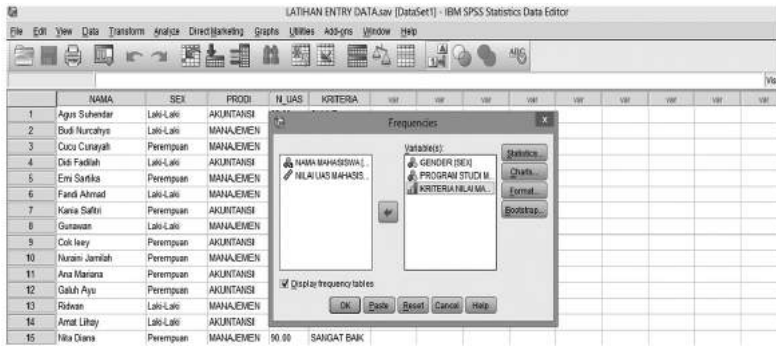 LATIHAN ENTRY DATA.sav [DataSet1] - IBM SPSS Statistics Data Editor
File Edit View Data Transform Analyze Direct Marketing Graphs Utilities Add-ons Window Help
NAMA SEX PRODI N_UAS KRITERIA var var var var var var var var
1 Agus Suhendar Laki-Laki AKUNTANSI
2 Budi Nurcahyo Laki-Laki MANAJEMEN
3 Cucu Cunayah Perempuan MANAJEMEN
4 Didi Fadilah Laki-Laki AKUNTANSI
5 Erni Sartika Perempuan MANAJEMEN
6 Fandi Ahmad Laki-Laki MANAJEMEN
7 Kania Safitri Perempuan AKUNTANSI
8 Gunawan Laki-Laki MANAJEMEN
9 Cok leey Perempuan AKUNTANSI
10 Nuraini Jamilah Perempuan MANAJEMEN
11 Ana Mariana Perempuan AKUNTANSI
12 Galuh Ayu Perempuan MANAJEMEN
13 Ridwan Laki-Laki MANAJEMEN
14 Amat Lihay Laki-Laki AKUNTANSI
15 Nita Diana Perempuan MANAJEMEN 90.00 SANGAT BAIK
Frequencies
NAMA MAHASISWA [...
NILAI UAS MAHASIS...
Variable(s):
GENDER [SEX]
PROGRAM STUDI M...
KRITERIA NILAI MA...
Statistics...
Charts...
Format...
Bootstrap...
Display frequency tables
OK Paste Reset Cancel Help